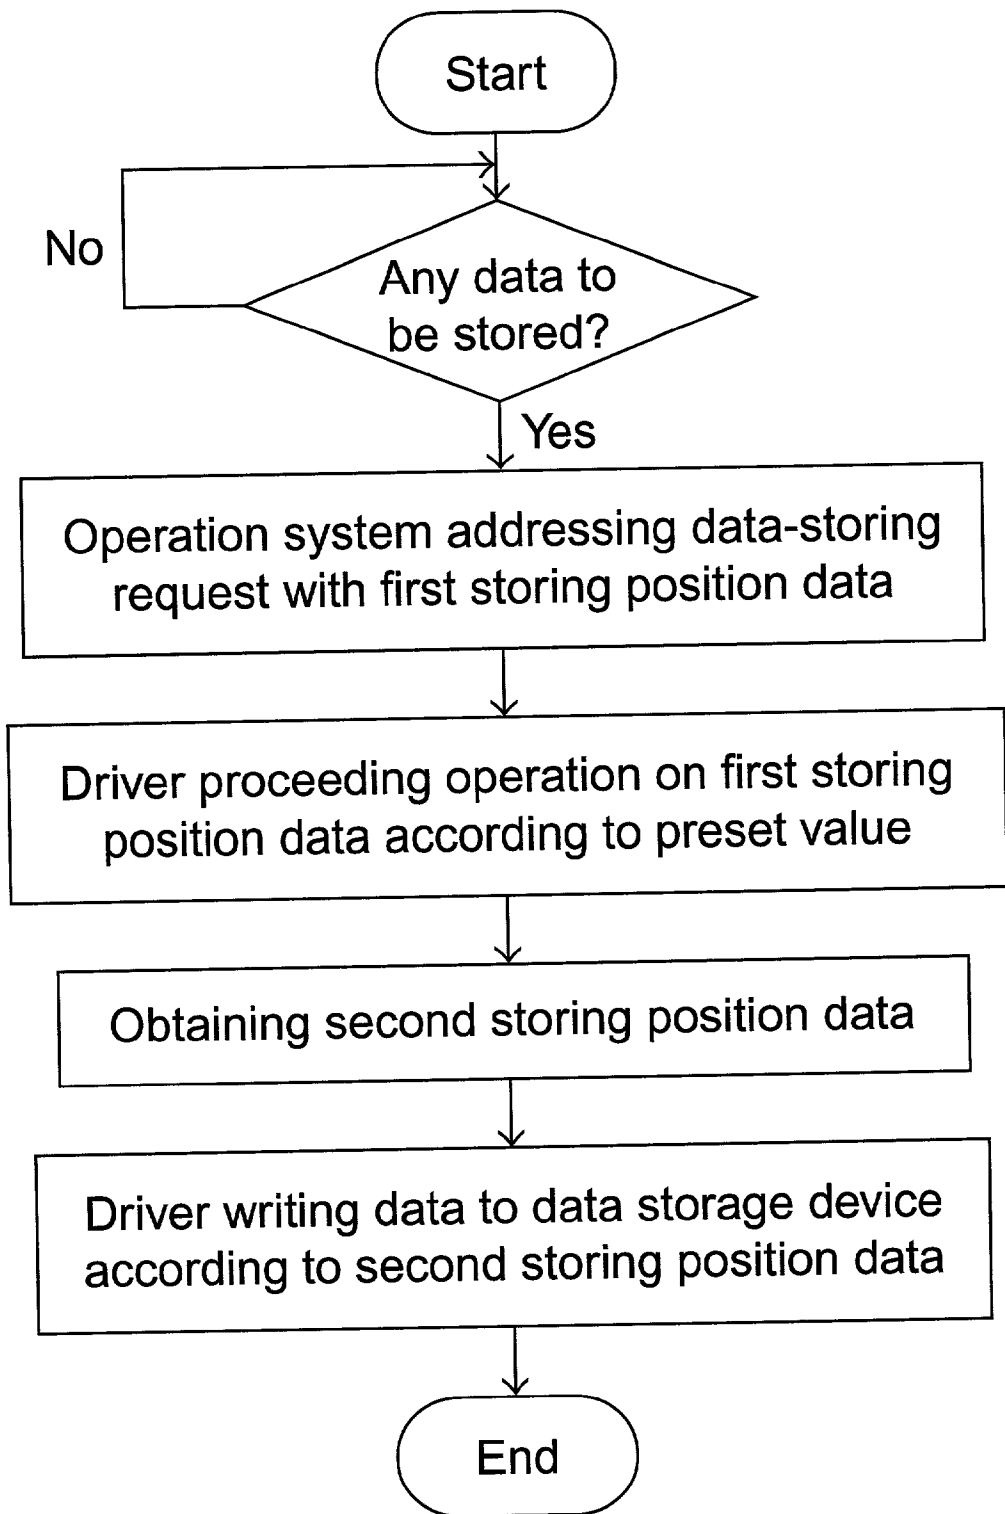 Start
No
Any data to
be stored?
Yes
Operation system addressing data-storing
request with first storing position data
Driver proceeding operation on first storing
position data according to preset value
Obtaining second storing position data
Driver writing data to data storage device
according to second storing position data
End